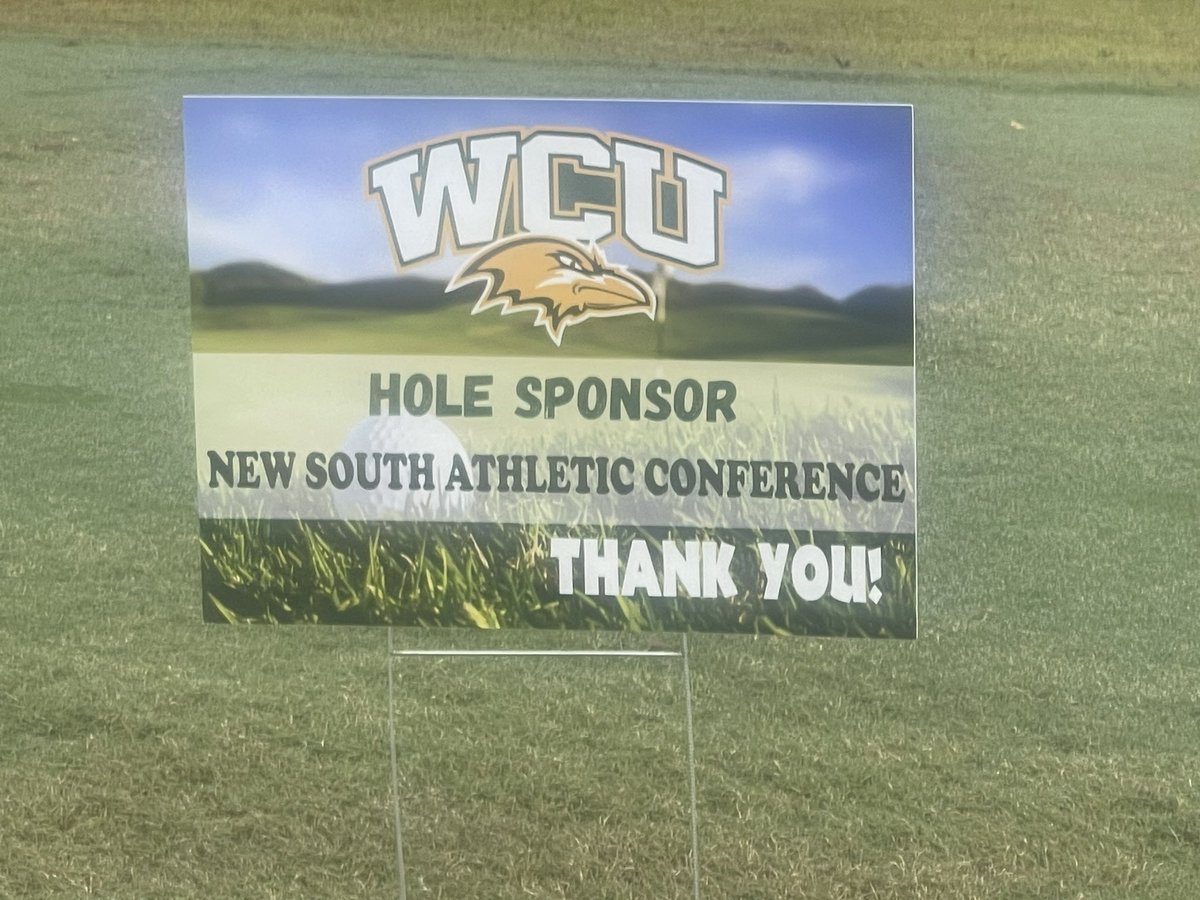 WCU
HOLE SPONSOR
NEW SOUTH ATHLETIC CONFERENCE
THANK YOU!